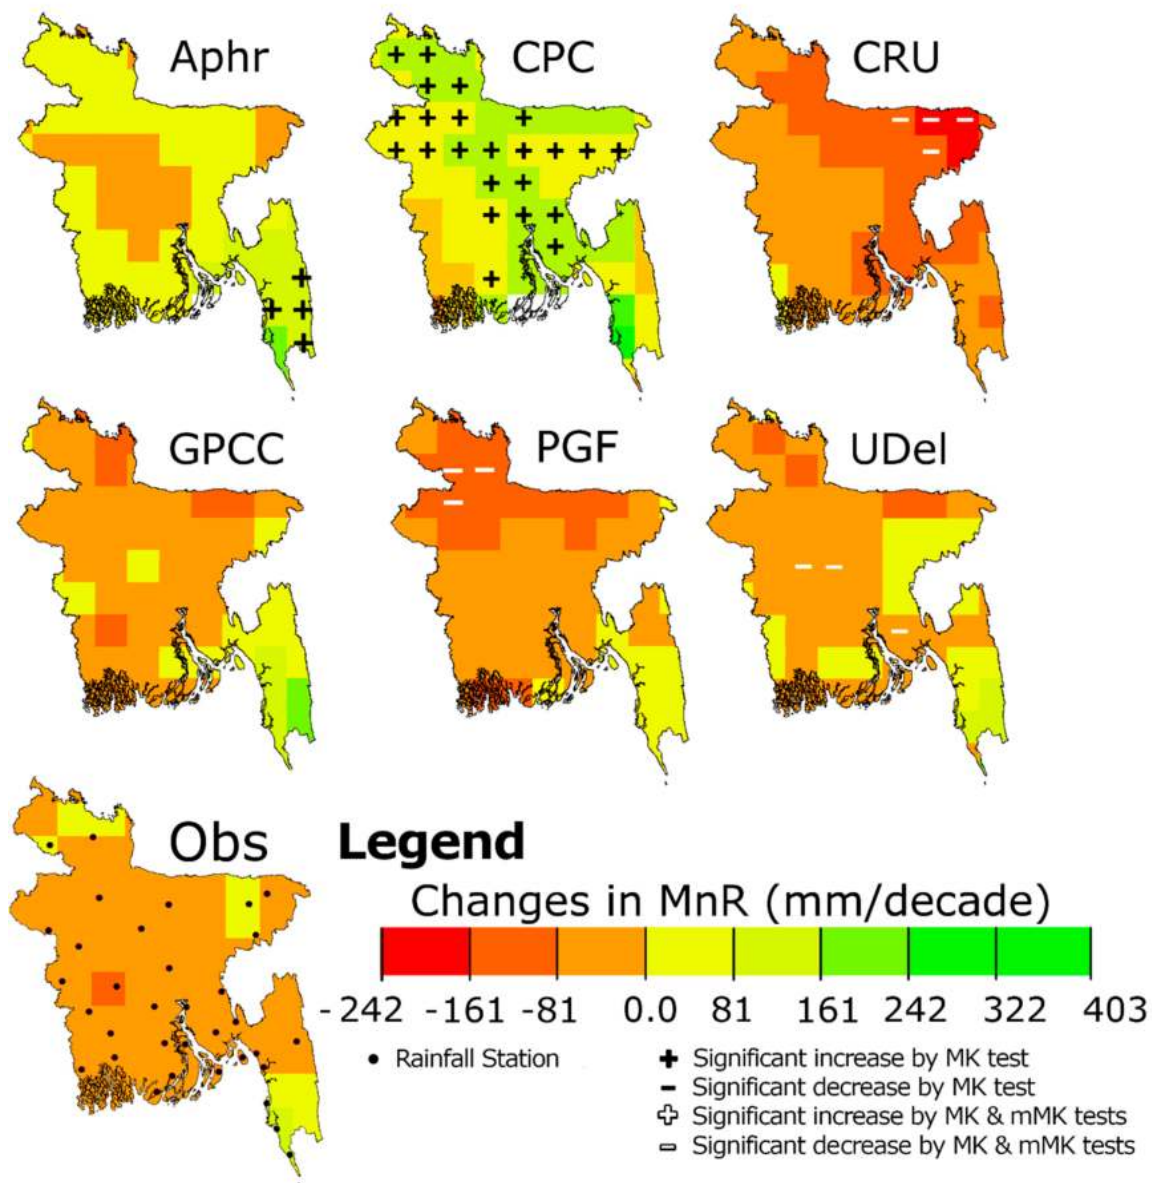 Aphr
CPC
CRU
GPCC
PGF
UDel
Obs
Legend
Changes in MnR (mm/decade)
-242 -161 -81 0.0 81 161 242 322 403
Rainfall Station
Significant increase by MK test
Significant decrease by MK test
Significant increase by MK & mMK tests
Significant decrease by MK & mMK tests